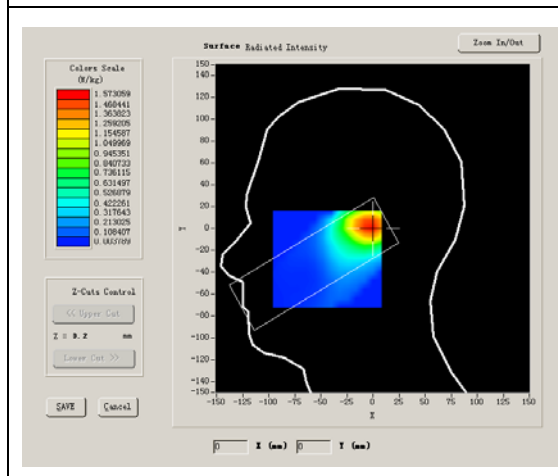 Surface Radiated Intensity
Zoom In/Out
Colors Scale
(W/kg)
1.573059
1.468441
1.363823
1.259205
1.154587
1.049969
0.945351
0.840733
0.736115
0.631497
0.526879
0.422261
0.317643
0.213025
0.108407
0.003789
Z-Cuts Control
<< Upper Cut
Z = 0.2 mm
Lower Cut >>
SAVE
Cancel
150
140
120
100
80
60
40
20
0
-20
-40
-60
-80
-100
-120
-140
-150
Y
-150 -125 -100 -75 -50 -25 0 25 50 75 100 125 150
X
0 X (mm) 0 Y (mm)